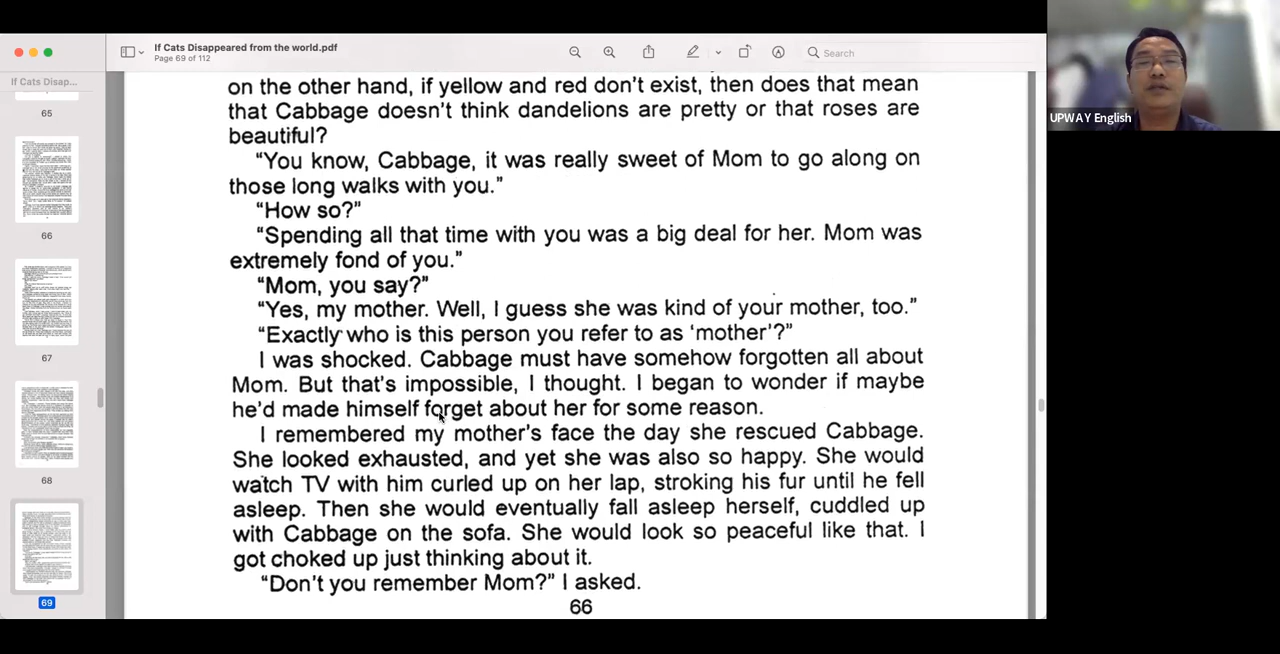 If Cats Disappeared from the world.pdf
Page 69 of 112
Search
If Cats Disap...
65
66
67
68
69
on the other hand, if yellow and red don't exist, then does that mean
that Cabbage doesn't think dandelions are pretty or that roses are
beautiful?
“You know, Cabbage, it was really sweet of Mom to go along on
those long walks with you.”
“How so?”
“Spending all that time with you was a big deal for her. Mom was
extremely fond of you.”
“Mom, you say?”
“Yes, my mother. Well, I guess she was kind of your mother, too.”
“Exactly who is this person you refer to as ‘mother’?”
I was shocked. Cabbage must have somehow forgotten all about
Mom. But that’s impossible, I thought. I began to wonder if maybe
he’d made himself forget about her for some reason.
I remembered my mother’s face the day she rescued Cabbage.
She looked exhausted, and yet she was also so happy. She would
watch TV with him curled up on her lap, stroking his fur until he fell
asleep. Then she would eventually fall asleep herself, cuddled up
with Cabbage on the sofa. She would look so peaceful like that. I
got choked up just thinking about it.
“Don’t you remember Mom?” I asked.
66
UPWAY English